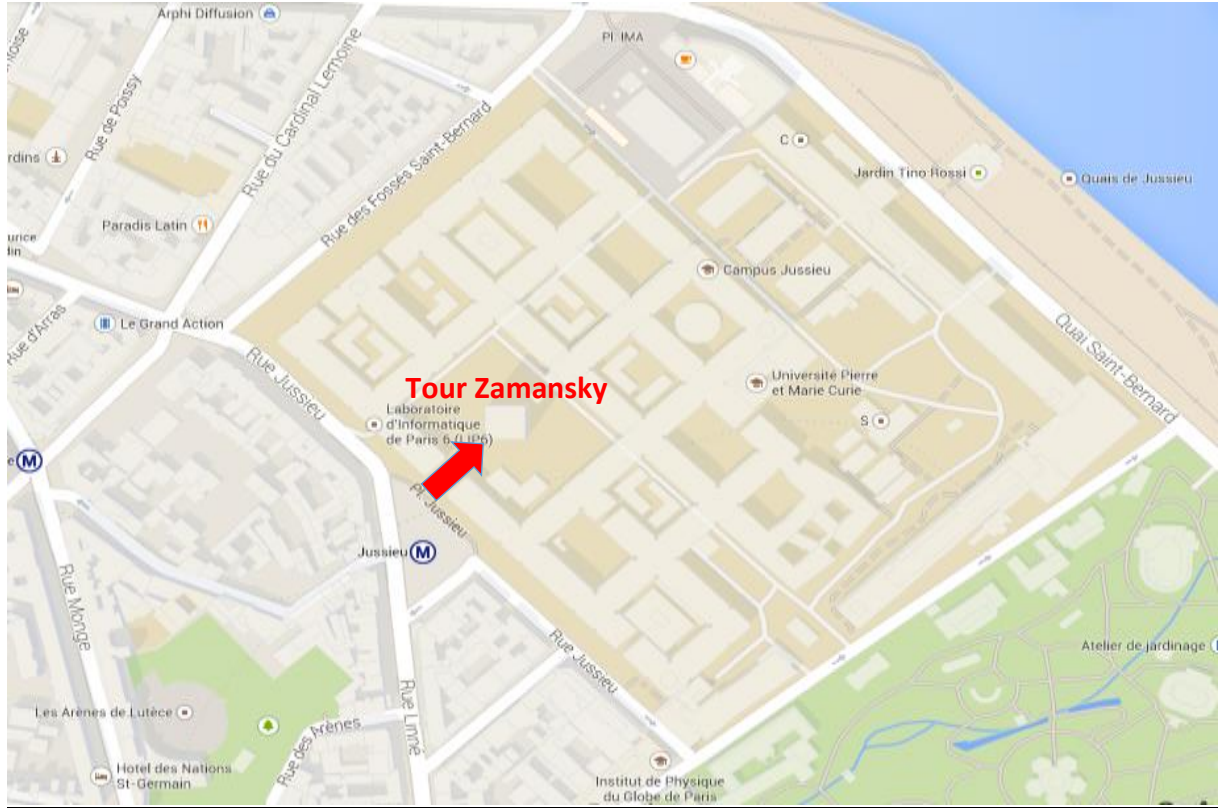 Arphi Diffusion
Pl. IMA
Rue de Poissy
Rue du Cardinal Lemoine
Rue des Fossés Saint-Bernard
C
rdins
Jardin Tino Rossi
Quais de Jussieu
Paradis Latin
urice
Campus Jussieu
Rue d'Arras
Le Grand Action
Quai Saint-Bernard
Rue Jussieu
Tour Zamansky
Université Pierre
et Marie Curie
Laboratoire
d'Informatique
de Paris 6 (LIP6)
S
M
Pl. Jussieu
Jussieu M
Rue Monge
Rue Jussieu
Atelier de jardinage
Rue Linné
Les Arènes de Lutèce
Rue des Arènes
Hotel des Nations
St-Germain
Institut de Physique
du Globe de Paris